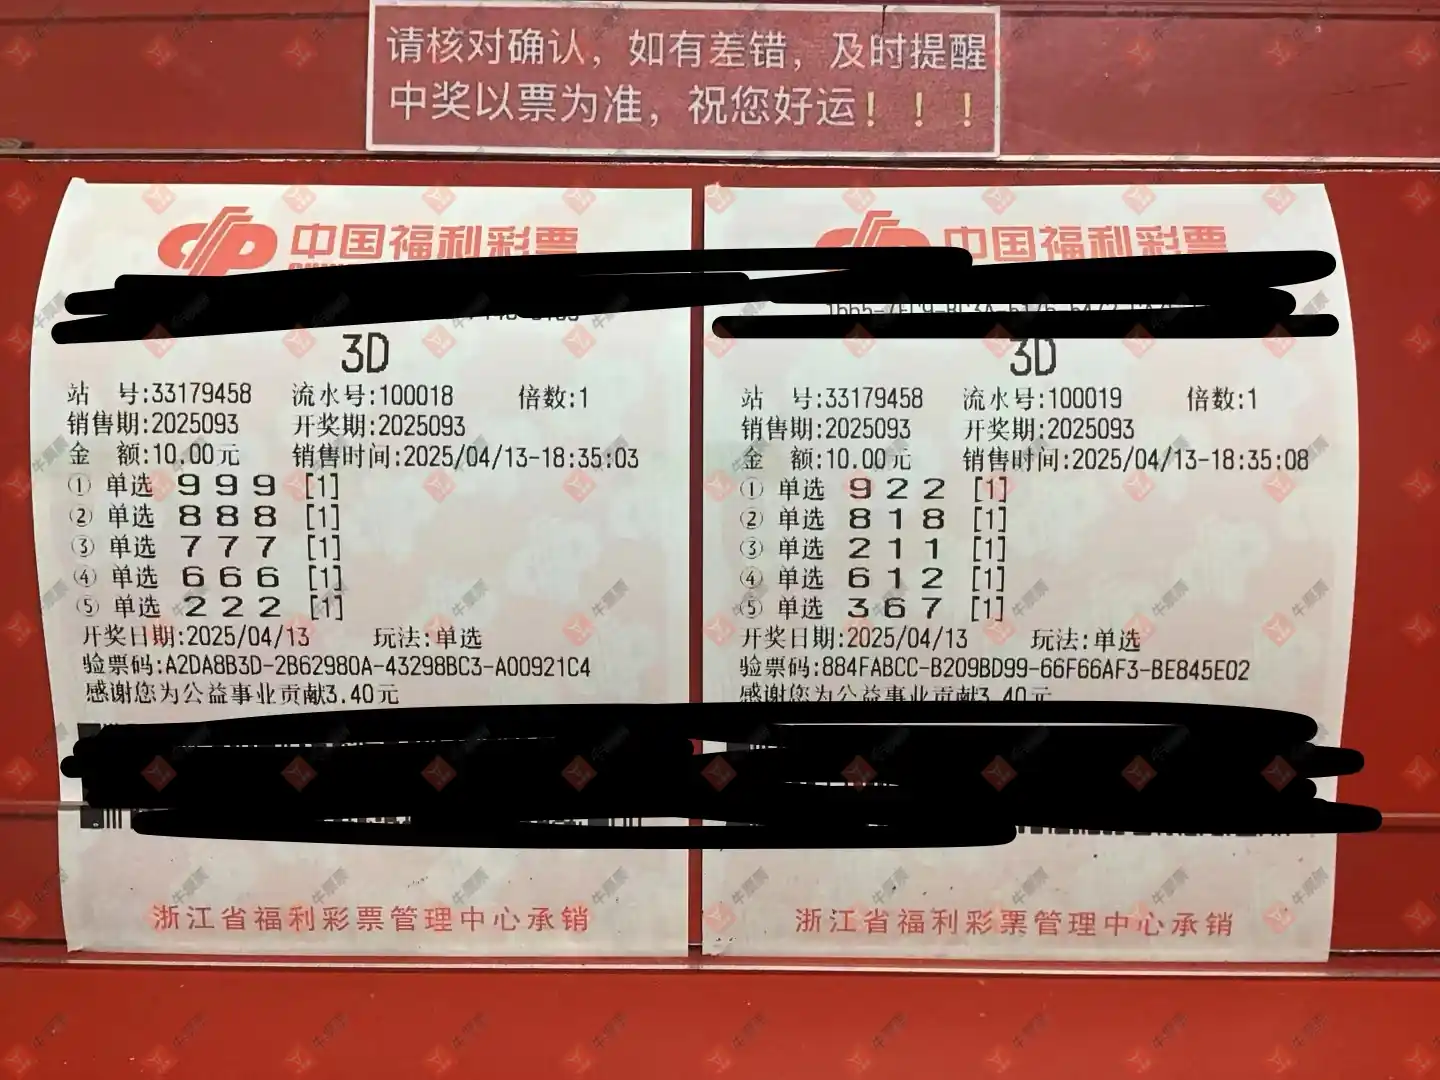 请核对确认，如有差错，及时提醒
中奖以票为准，祝您好运！！！
中国福利彩票
3D
站 号:33179458 流水号:100018 倍数:1
销售期:2025093 开奖期:2025093
金 额:10.00元 销售时间:2025/04/13-18:35:03
① 单选 9 9 9 [1]
② 单选 8 8 8 [1]
③ 单选 7 7 7 [1]
④ 单选 6 6 6 [1]
⑤ 单选 2 2 2 [1]
开奖日期:2025/04/13 玩法:单选
验票码:A2DA8B3D-2B62980A-43298BC3-A00921C4
感谢您为公益事业贡献3.40元
浙江省福利彩票管理中心承销
中国福利彩票
3D
站 号:33179458 流水号:100019 倍数:1
销售期:2025093 开奖期:2025093
金 额:10.00元 销售时间:2025/04/13-18:35:08
① 单选 9 2 2 [1]
② 单选 8 1 8 [1]
③ 单选 2 1 1 [1]
④ 单选 6 1 2 [1]
⑤ 单选 3 6 7 [1]
开奖日期:2025/04/13 玩法:单选
验票码:884FABCC-B209BD99-66F66AF3-BE845E02
感谢您为公益事业贡献3.40元
浙江省福利彩票管理中心承销